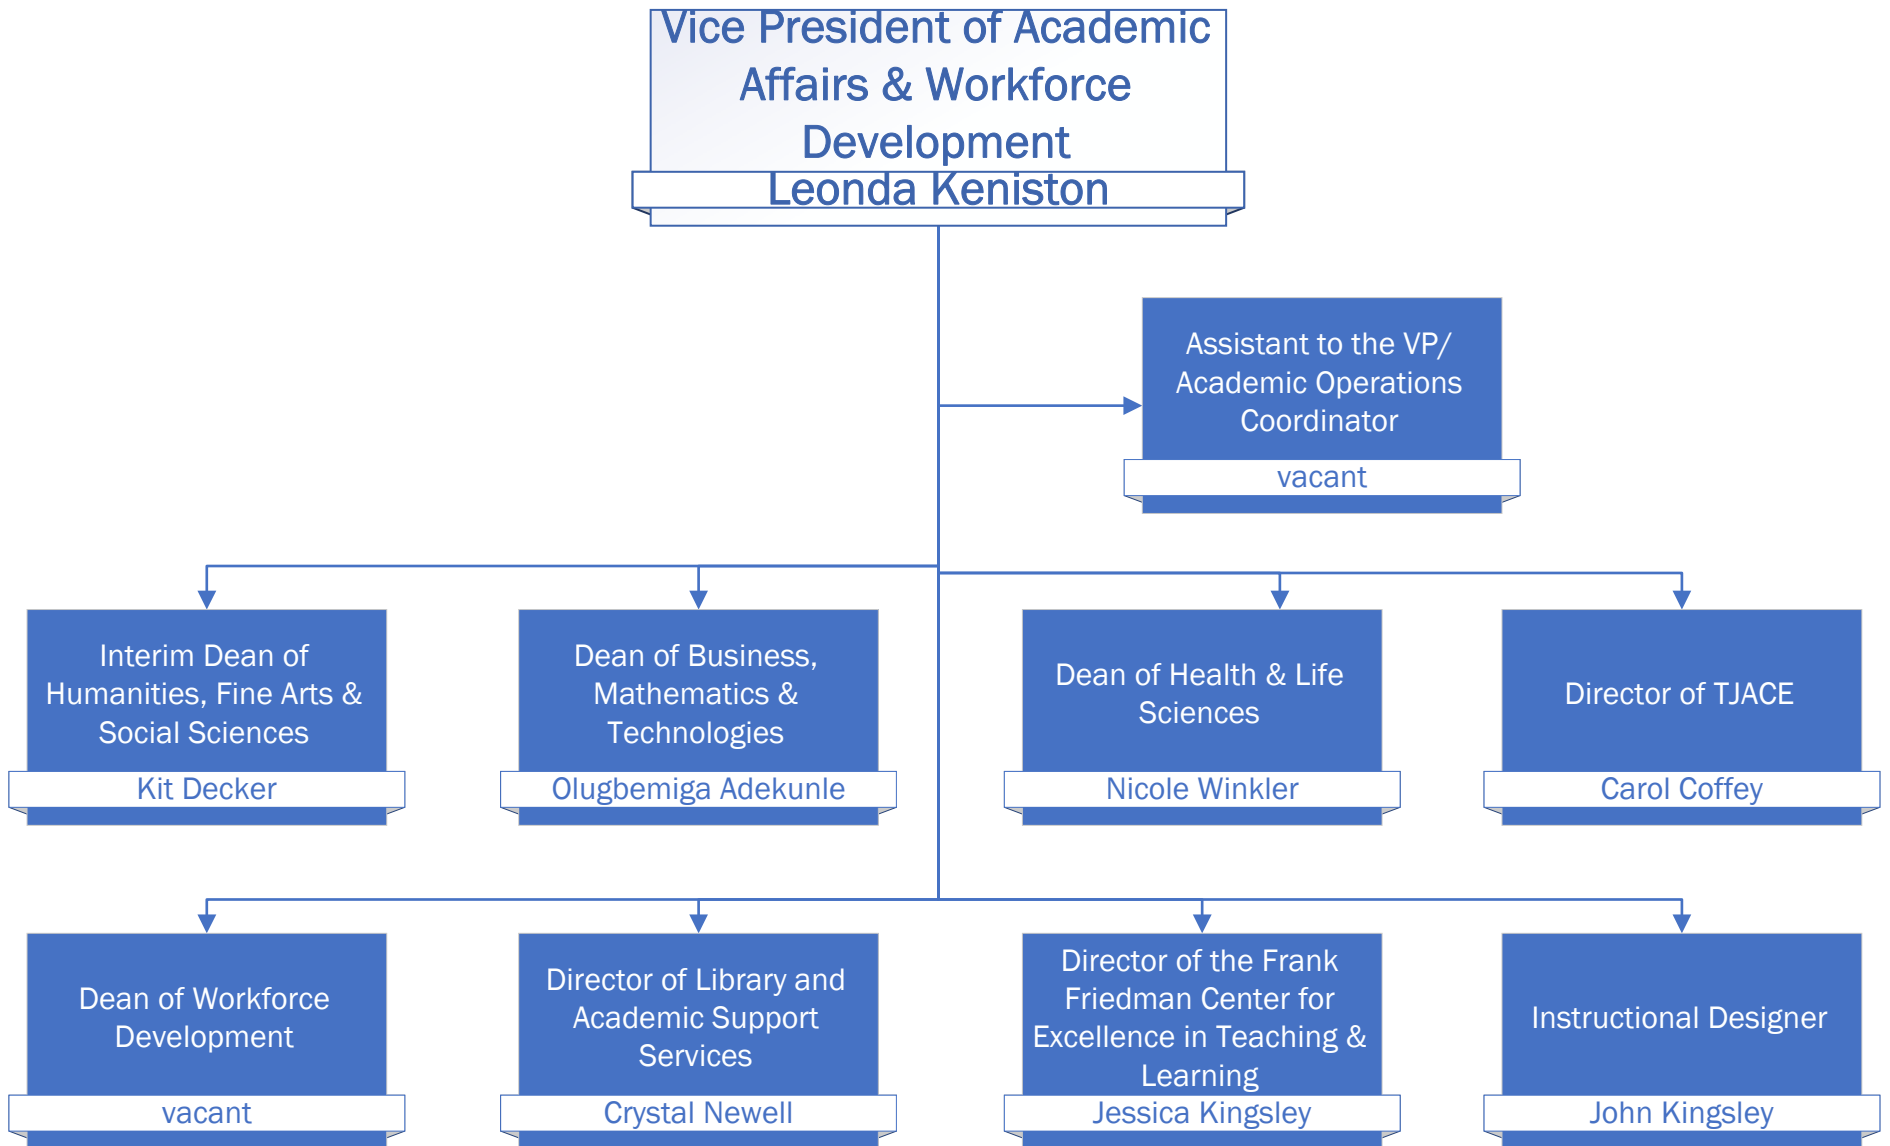 Vice President of Academic
Affairs & Workforce
Development
Leonda Keniston
Assistant to the VP/
Academic Operations
Coordinator
vacant
Interim Dean of
Humanities, Fine Arts &
Social Sciences
Kit Decker
Dean of Business,
Mathematics &
Technologies
Olugbemiga Adekunle
Dean of Health & Life
Sciences
Nicole Winkler
Director of TJACE
Carol Coffey
Dean of Workforce
Development
vacant
Director of Library and
Academic Support
Services
Crystal Newell
Director of the Frank
Friedman Center for
Excellence in Teaching &
Learning
Jessica Kingsley
Instructional Designer
John Kingsley